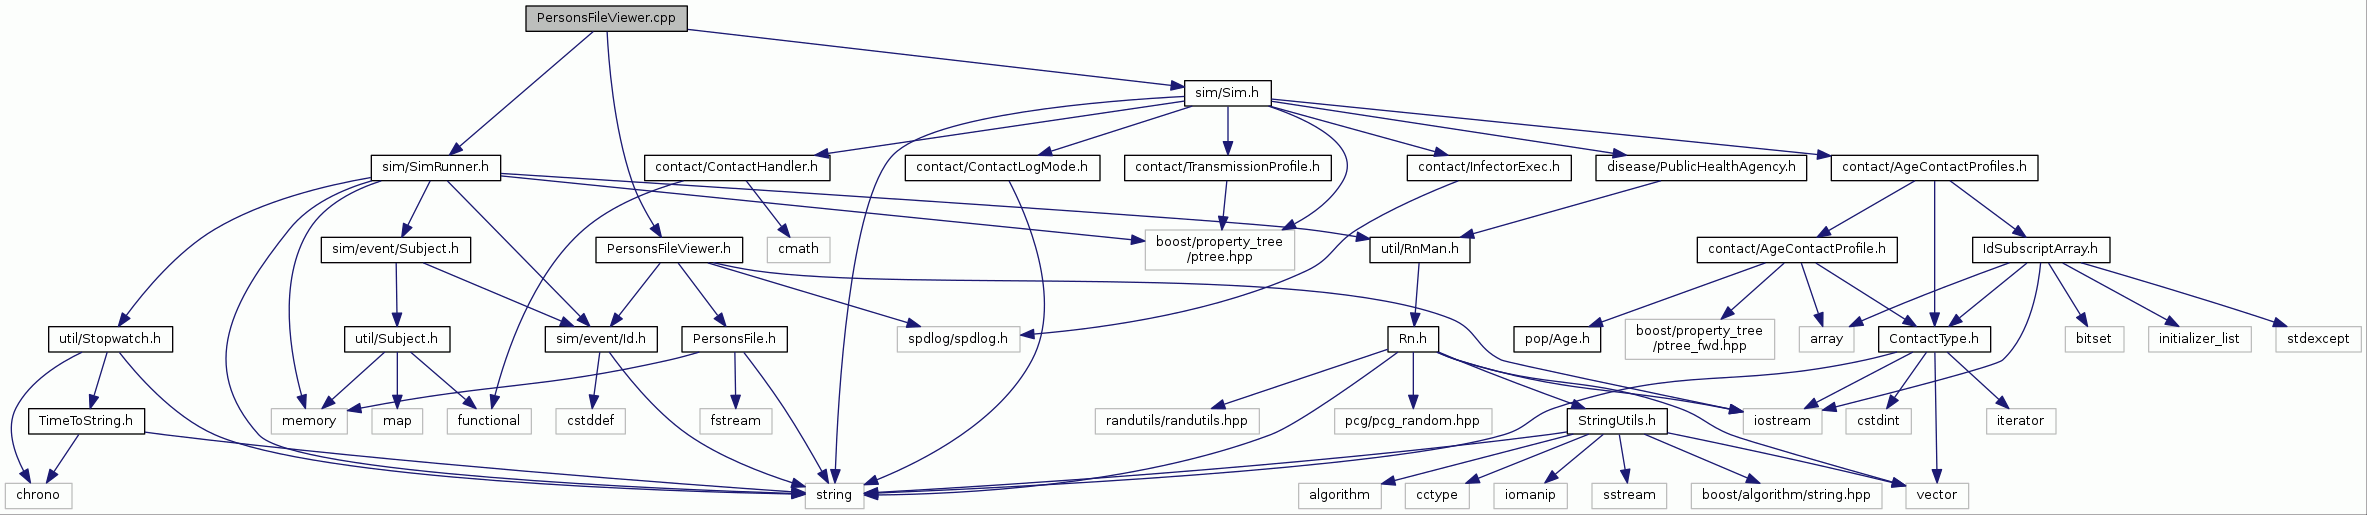 PersonsFileViewer.cpp
sim/Sim.h
sim/SimRunner.h
contact/ContactHandler.h
contact/ContactLogMode.h
contact/TransmissionProfile.h
contact/InfectorExec.h
disease/PublicHealthAgency.h
contact/AgeContactProfiles.h
sim/event/Subject.h
PersonsFileViewer.h
cmath
boost/property_tree
/ptree.hpp
util/RnMan.h
contact/AgeContactProfile.h
IdSubscriptArray.h
util/Stopwatch.h
util/Subject.h
sim/event/Id.h
PersonsFile.h
spdlog/spdlog.h
Rn.h
pop/Age.h
boost/property_tree
/ptree_fwd.hpp
array
ContactType.h
bitset
initializer_list
stdexcept
TimeToString.h
memory
map
functional
cstddef
fstream
randutils/randutils.hpp
pcg/pcg_random.hpp
StringUtils.h
iostream
cstdint
iterator
chrono
string
algorithm
cctype
iomanip
sstream
boost/algorithm/string.hpp
vector